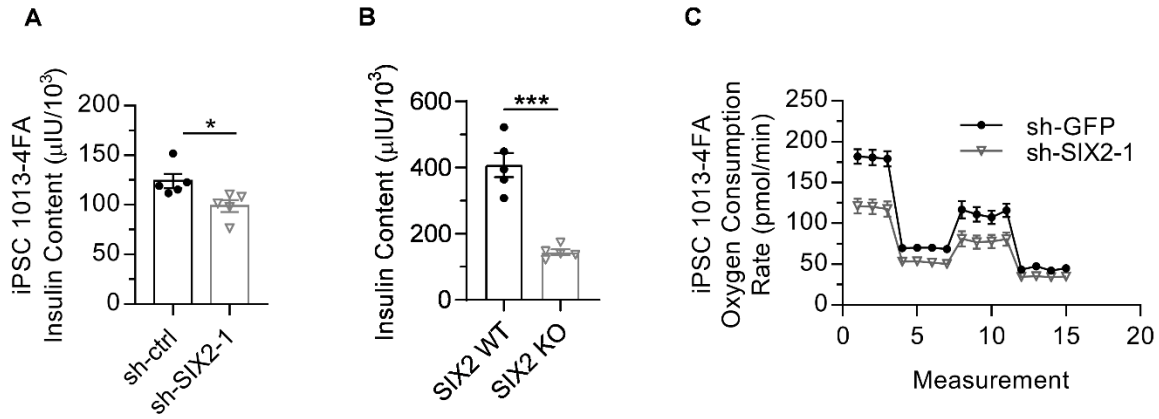 A
iPSC 1013-4FA
Insulin Content (μIU/10³)
200
150
100
50
0
*
sh-ctrl
sh-SIX2-1
B
Insulin Content (μIU/10³)
600
400
200
0
***
SIX2 WT
SIX2 KO
C
iPSC 1013-4FA
Oxygen Consumption
Rate (pmol/min)
250
200
150
100
50
0
sh-GFP
sh-SIX2-1
0 5 10 15 20
Measurement